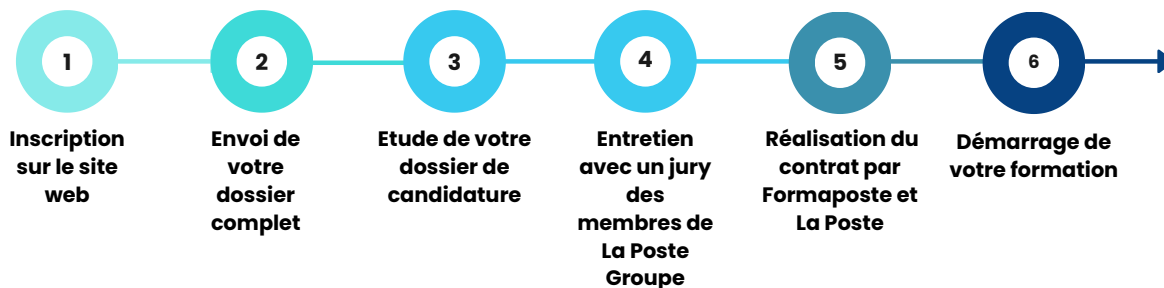 1
Inscription
sur le site
web
2
Envoi de
votre
dossier
complet
3
Etude de votre
dossier de
candidature
4
Entretien
avec un jury
des
membres de
La Poste
Groupe
5
Réalisation du
contrat par
Formaposte et
La Poste
6
Démarrage de
votre formation